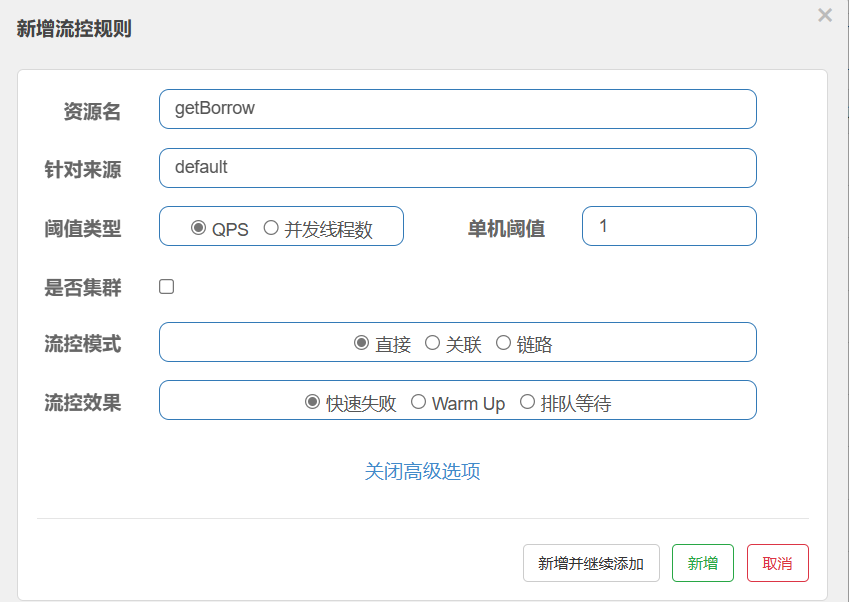 新增流控规则
资源名 getBorrow
针对来源 default
阈值类型 QPS 并发线程数 单机阈值 1
是否集群
流控模式 直接 关联 链路
流控效果 快速失败 Warm Up 排队等待
关闭高级选项
新增并继续添加 新增 取消